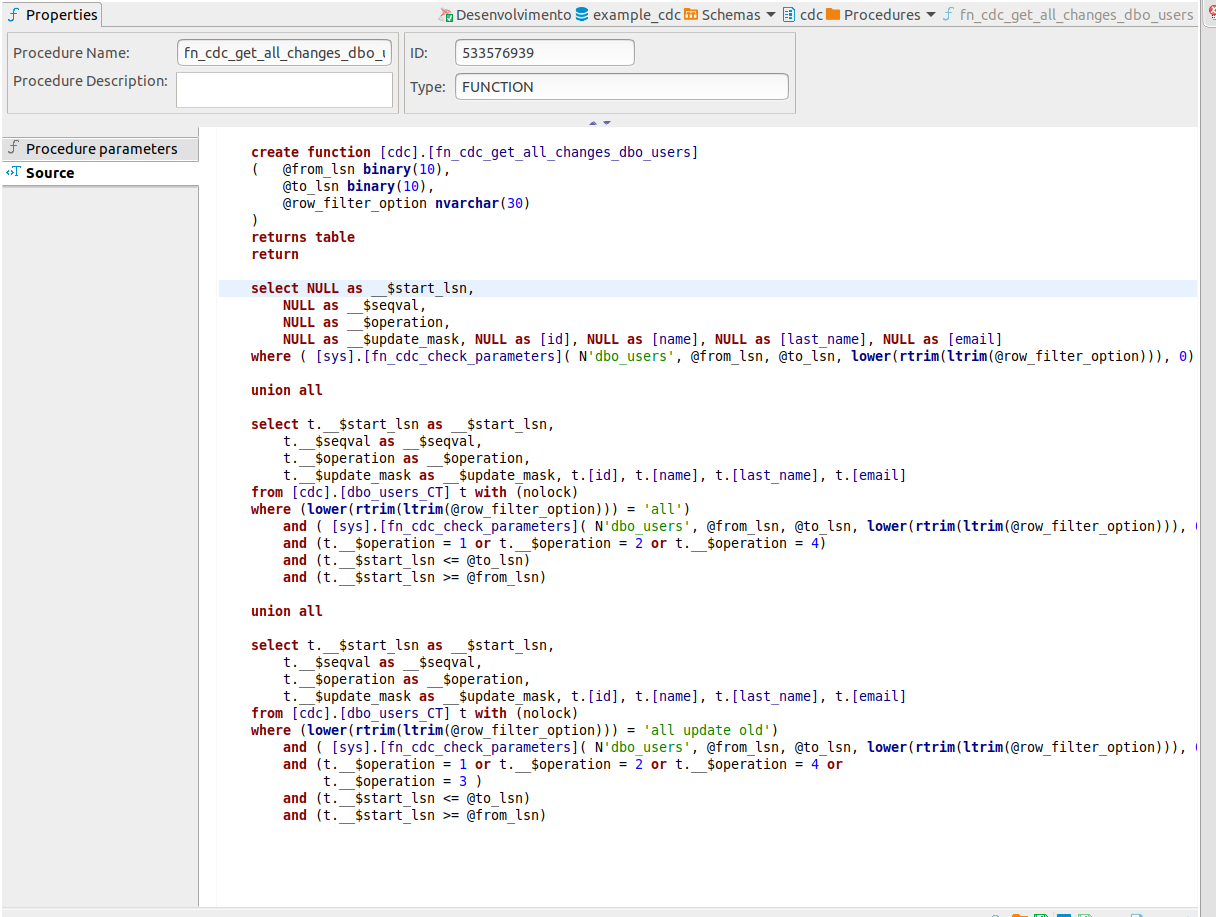 Properties
Desenvolvimento example_cdc Schemas cdc Procedures fn_cdc_get_all_changes_dbo_users
Procedure Name: fn_cdc_get_all_changes_dbo_
ID: 533576939
Procedure Description:
Type: FUNCTION
Procedure parameters
Source
create function [cdc].[fn_cdc_get_all_changes_dbo_users]
( @from_lsn binary(10),
@to_lsn binary(10),
@row_filter_option nvarchar(30)
)
returns table
return
select NULL as __$start_lsn,
NULL as __$seqval,
NULL as __$operation,
NULL as __$update_mask, NULL as [id], NULL as [name], NULL as [last_name], NULL as [email]
where ( [sys].[fn_cdc_check_parameters]( N'dbo_users', @from_lsn, @to_lsn, lower(rtrim(ltrim(@row_filter_option))), 0)
union all
select t.__$start_lsn as __$start_lsn,
t.__$seqval as __$seqval,
t.__$operation as __$operation,
t.__$update_mask as __$update_mask, t.[id], t.[name], t.[last_name], t.[email]
from [cdc].[dbo_users_CT] t with (nolock)
where (lower(rtrim(ltrim(@row_filter_option))) = 'all')
and ( [sys].[fn_cdc_check_parameters]( N'dbo_users', @from_lsn, @to_lsn, lower(rtrim(ltrim(@row_filter_option))),
and (t.__$operation = 1 or t.__$operation = 2 or t.__$operation = 4)
and (t.__$start_lsn <= @to_lsn)
and (t.__$start_lsn >= @from_lsn)
union all
select t.__$start_lsn as __$start_lsn,
t.__$seqval as __$seqval,
t.__$operation as __$operation,
t.__$update_mask as __$update_mask, t.[id], t.[name], t.[last_name], t.[email]
from [cdc].[dbo_users_CT] t with (nolock)
where (lower(rtrim(ltrim(@row_filter_option))) = 'all update old')
and ( [sys].[fn_cdc_check_parameters]( N'dbo_users', @from_lsn, @to_lsn, lower(rtrim(ltrim(@row_filter_option))),
and (t.__$operation = 1 or t.__$operation = 2 or t.__$operation = 4 or
t.__$operation = 3 )
and (t.__$start_lsn <= @to_lsn)
and (t.__$start_lsn >= @from_lsn)